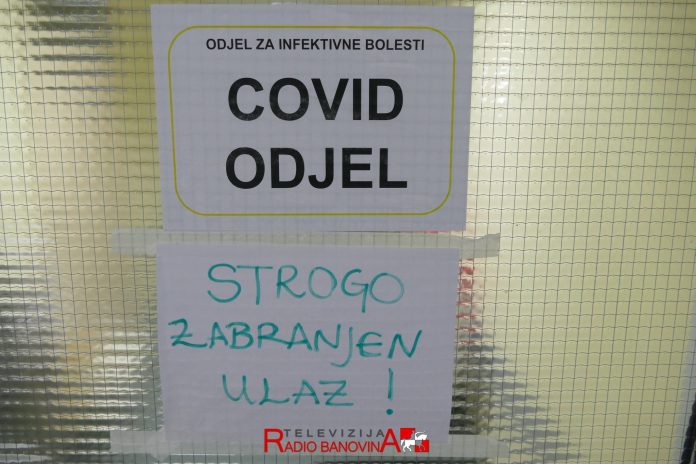 ODJEL ZA INFEKTIVNE BOLESTI
COVID
ODJEL
STROGO
ZABRANJEN
ULAZ !
TELEVIZIJA
RADIO BANOVINA